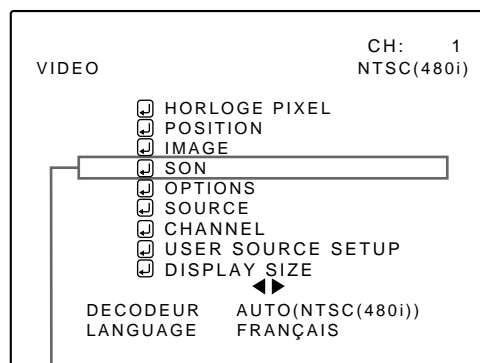 CH: 1
VIDEO NTSC(480i)
HORLOGE PIXEL
POSITION
IMAGE
SON
OPTIONS
SOURCE
CHANNEL
USER SOURCE SETUP
DISPLAY SIZE
DECODEUR AUTO(NTSC(480i))
LANGUAGE FRANÇAIS